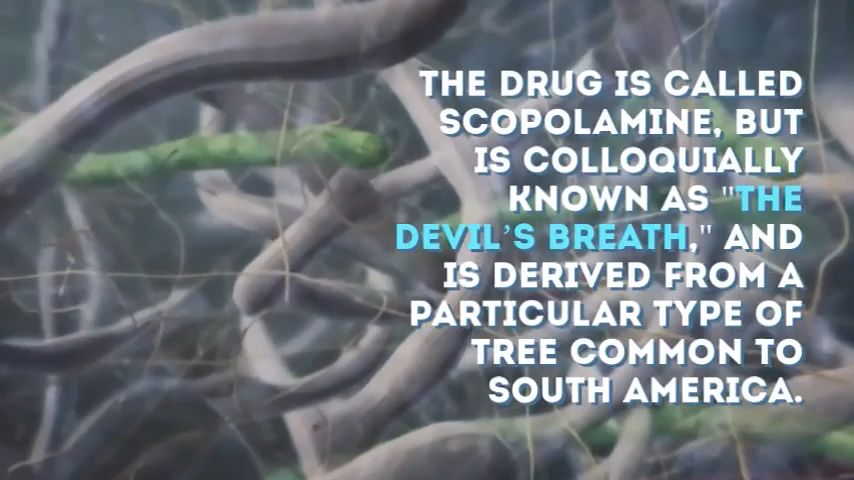 THE DRUG IS CALLED
SCOPOLAMINE, BUT
IS COLLOQUIALLY
KNOWN AS "THE
DEVIL’S BREATH," AND
IS DERIVED FROM A
PARTICULAR TYPE OF
TREE COMMON TO
SOUTH AMERICA.